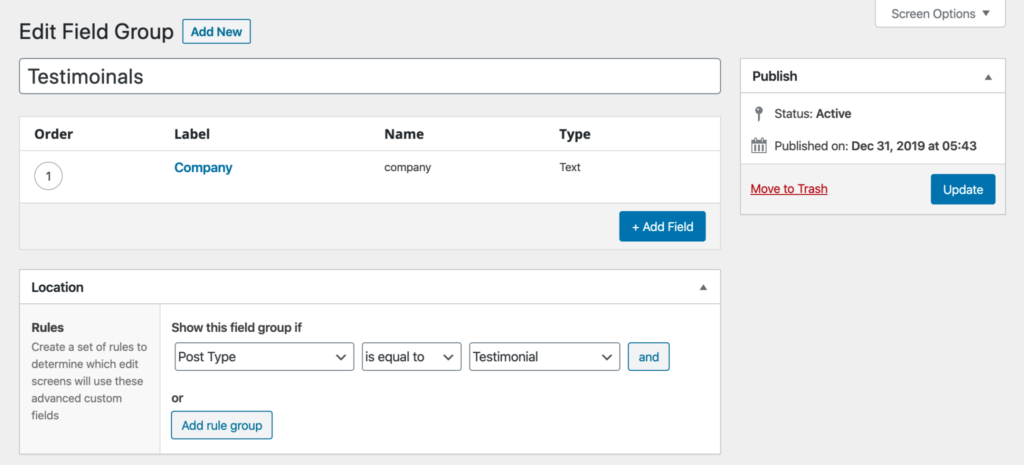 Screen Options
Edit Field Group Add New
Testimoinals
Order Label Name Type
1 Company company Text
+ Add Field
Publish
Status: Active
Published on: Dec 31, 2019 at 05:43
Move to Trash Update
Location
Rules
Create a set of rules to
determine which edit
screens will use these
advanced custom
fields
Show this field group if
Post Type is equal to Testimonial and
or
Add rule group